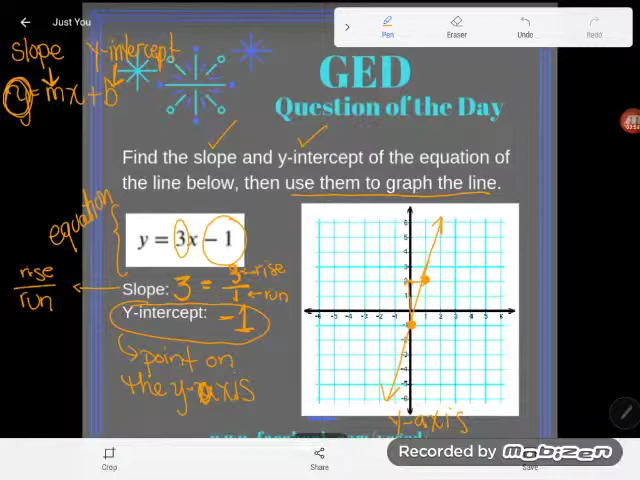 Just You
Pen
Eraser
Undo
Redo
Slope Y-intercept
y = mx + b
GED
Question of the Day
Find the slope and y-intercept of the equation of
the line below, then use them to graph the line.
equation
y = 3x − 1
rise
run
Slope: 3 = 3 ← rise
1 ← run
Y-intercept: -1
point on
the y-axis
y-axis
Crop
Share
Save
Recorded by mobizen